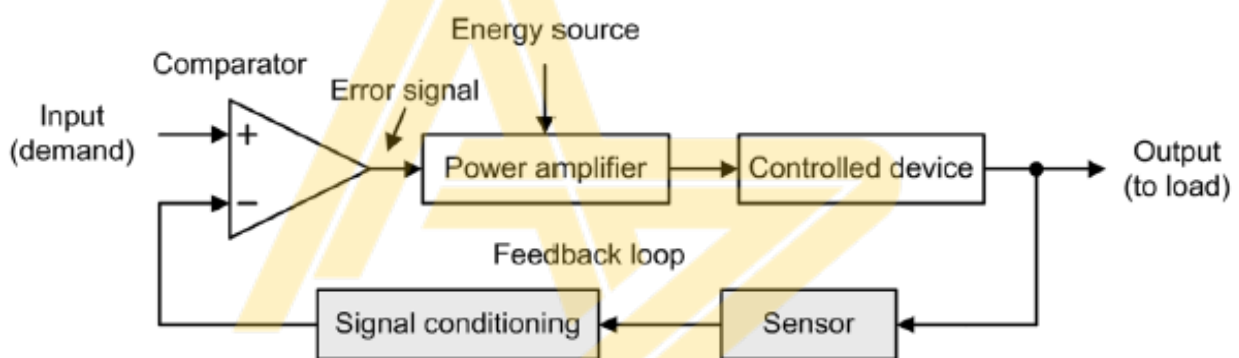 Energy source
Comparator
Error signal
Input
(demand)
+
Power amplifier
Controlled device
Output
(to load)
−
Feedback loop
Signal conditioning
Sensor